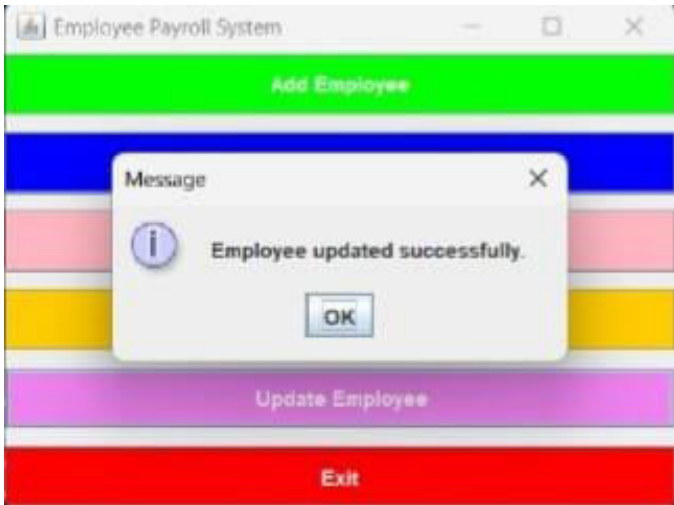 Employee Payroll System
Add Employee
Message
Employee updated successfully.
OK
Update Employee
Exit